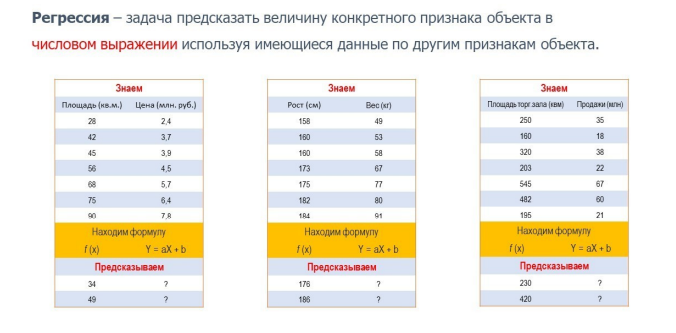 Регрессия – задача предсказать величину конкретного признака объекта в
числовом выражении используя имеющиеся данные по другим признакам объекта.
Знаем
Площадь (кв.м.) Цена (млн. руб.)
28 2,4
42 3,7
45 3,9
56 4,5
68 5,7
75 6,4
90 7,8
Находим формулу
f (x) Y = aX + b
Предсказываем
34 ?
49 ?
Знаем
Рост (см) Вес (кг)
158 49
160 53
160 58
173 67
175 77
182 80
184 91
Находим формулу
f (x) Y = aX + b
Предсказываем
176 ?
186 ?
Знаем
Площадь торг.зала (квм) Продажи (млн)
250 35
160 18
320 38
203 22
545 67
482 60
195 21
Находим формулу
f (x) Y = aX + b
Предсказываем
230 ?
420 ?